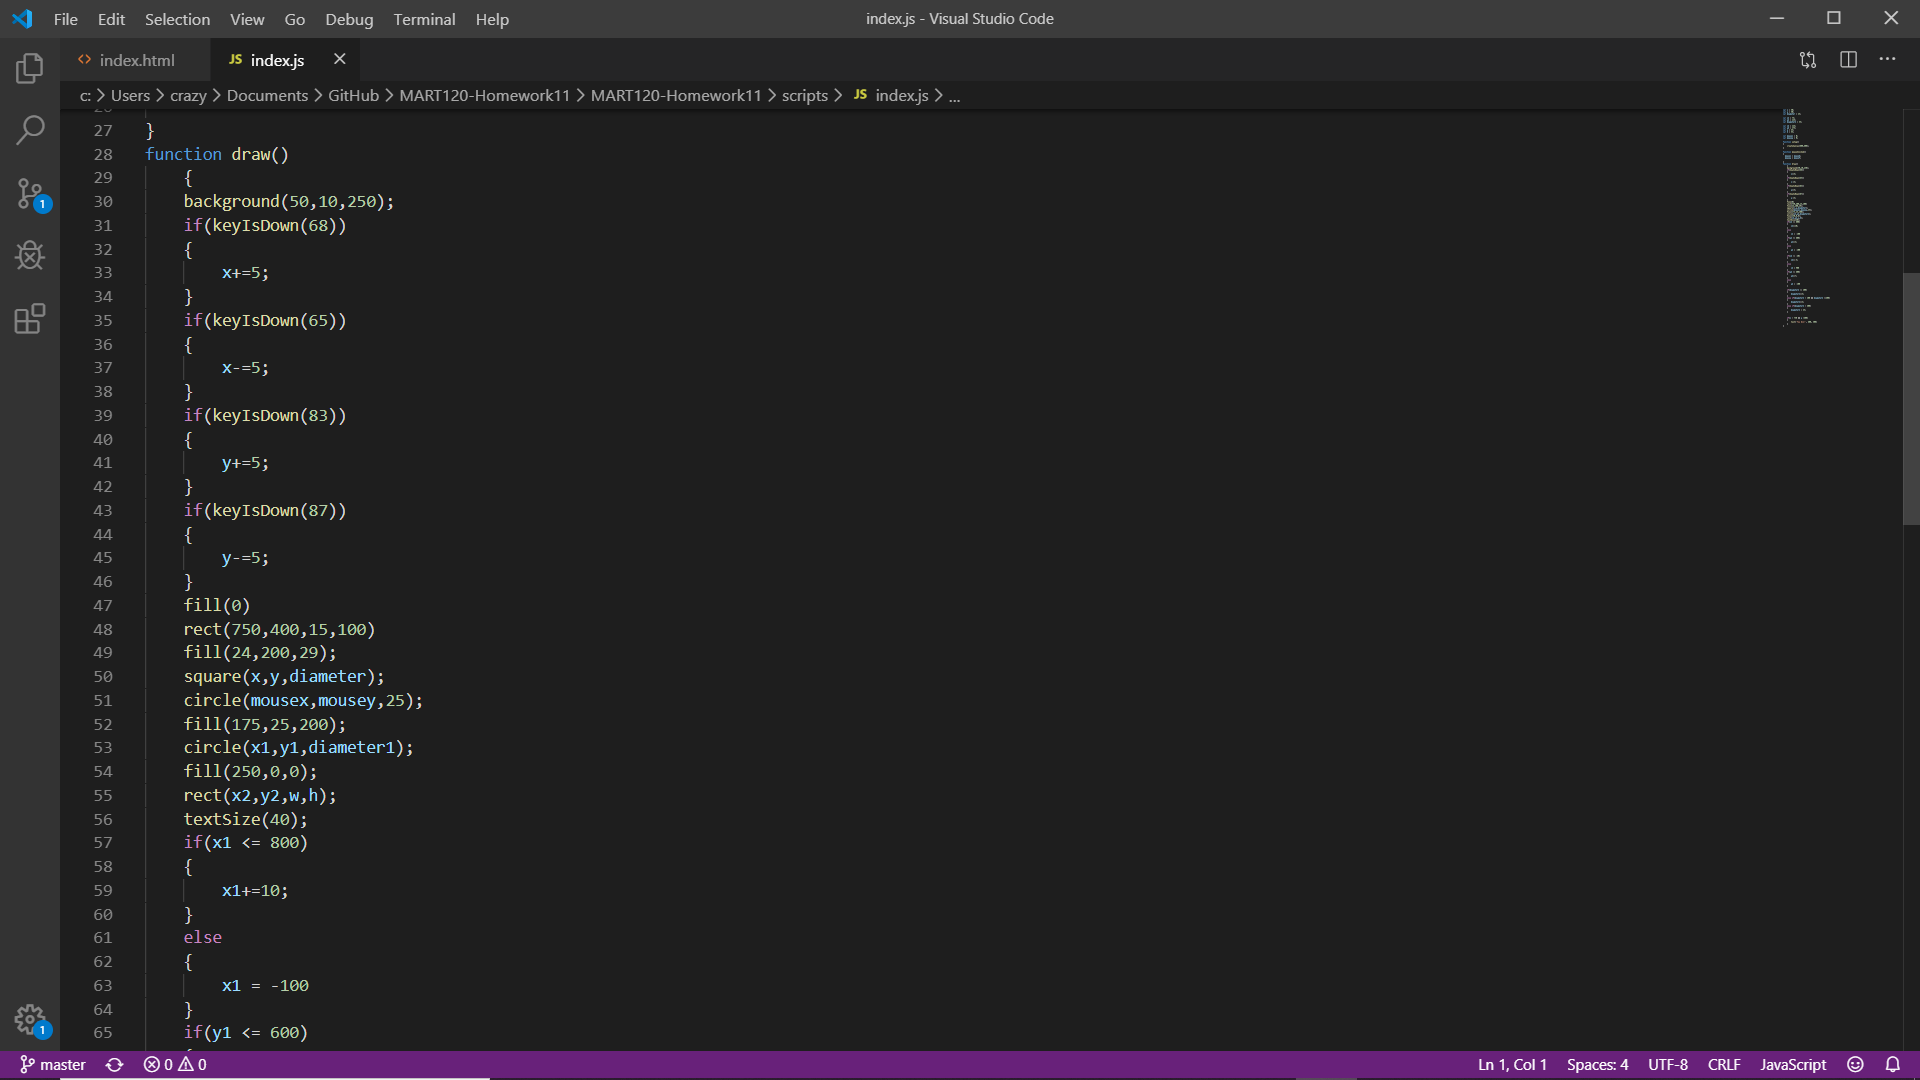 File Edit Selection View Go Debug Terminal Help
index.js - Visual Studio Code
index.html
JS index.js
c: > Users > crazy > Documents > GitHub > MART120-Homework11 > MART120-Homework11 > scripts > JS index.js > ...
27 }
28 function draw()
29 {
30 background(50,10,250);
31 if(keyIsDown(68))
32 {
33 x+=5;
34 }
35 if(keyIsDown(65))
36 {
37 x-=5;
38 }
39 if(keyIsDown(83))
40 {
41 y+=5;
42 }
43 if(keyIsDown(87))
44 {
45 y-=5;
46 }
47 fill(0)
48 rect(750,400,15,100)
49 fill(24,200,29);
50 square(x,y,diameter);
51 circle(mousex,mousey,25);
52 fill(175,25,200);
53 circle(x1,y1,diameter1);
54 fill(250,0,0);
55 rect(x2,y2,w,h);
56 textSize(40);
57 if(x1 <= 800)
58 {
59 x1+=10;
60 }
61 else
62 {
63 x1 = -100
64 }
65 if(y1 <= 600)
1
1
master 0 0
Ln 1, Col 1 Spaces: 4 UTF-8 CRLF JavaScript